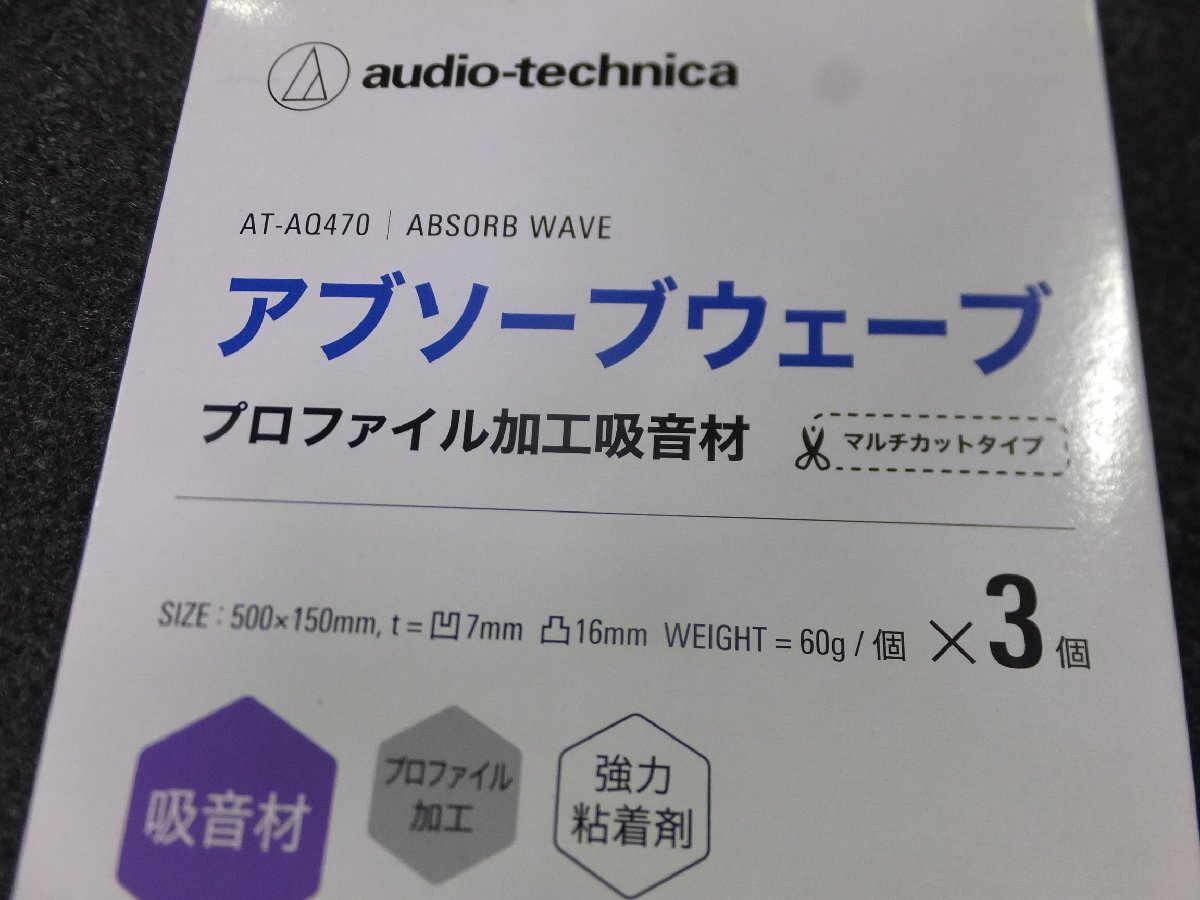 audio-technica
AT-AQ470 | ABSORB WAVE
アブソーブウェーブ
プロファイル加工吸音材
マルチカットタイプ
SIZE : 500×150mm, t = 凹7mm 凸16mm WEIGHT = 60g / 個 ×3個
吸音材
プロファイル
加工
強力
粘着剤